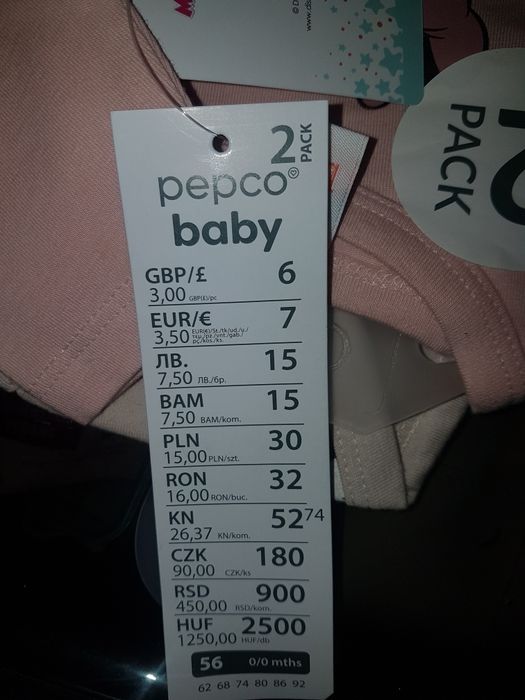 2 PACK
pepco
baby
GBP/£ 6
3,00 GBP(£)/pc
EUR/€ 7
3,50
ЛВ. 15
7,50 ЛВ./бр.
BAM 15
7,50 BAM/kom.
PLN 30
15,00 PLN/szt.
RON 32
16,00 RON/buc.
KN 52 74
26,37 KN/kom.
CZK 180
90,00 CZK/ks
RSD 900
450,00 RSD/kom.
HUF 2500
1250,00 HUF/db
56 0/0 mths
62 68 74 80 86 92
PACK